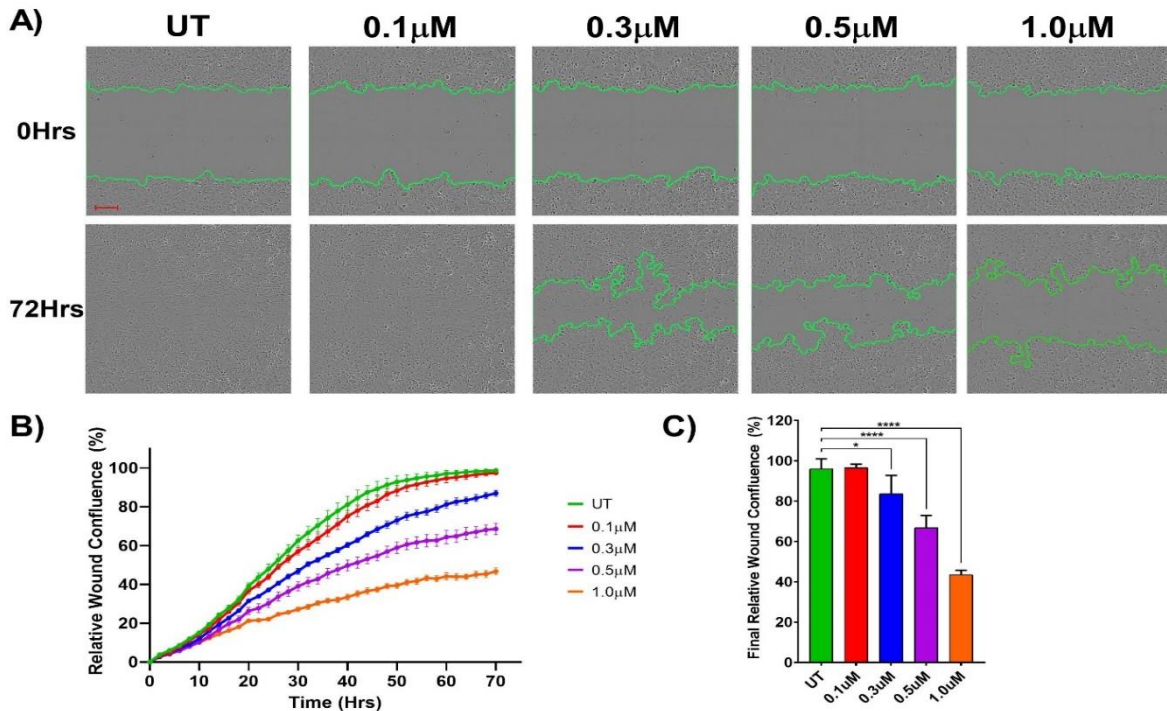 A)
UT 0.1μM 0.3μM 0.5μM 1.0μM
0Hrs
72Hrs
B)
Relative Wound Confluence (%)
100
80
60
40
20
0
0 10 20 30 40 50 60 70
Time (Hrs)
UT
0.1μM
0.3μM
0.5μM
1.0μM
C)
Final Relative Wound Confluence (%)
120
100
80
60
40
20
0
****
****
*
UT 0.1uM 0.3uM 0.5uM 1.0uM